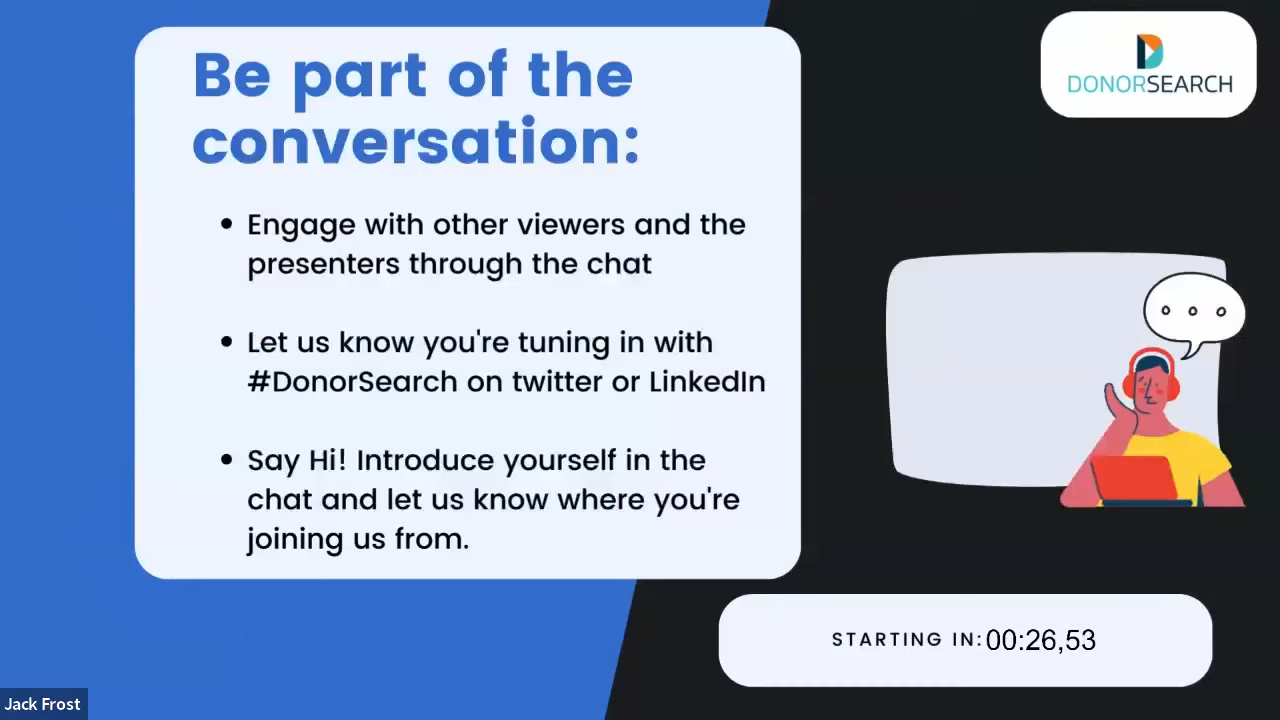 Be part of the
conversation:
DONORSEARCH
• Engage with other viewers and the
presenters through the chat
• Let us know you're tuning in with
#DonorSearch on twitter or LinkedIn
• Say Hi! Introduce yourself in the
chat and let us know where you're
joining us from.
STARTING IN: 00:26,53
Jack Frost